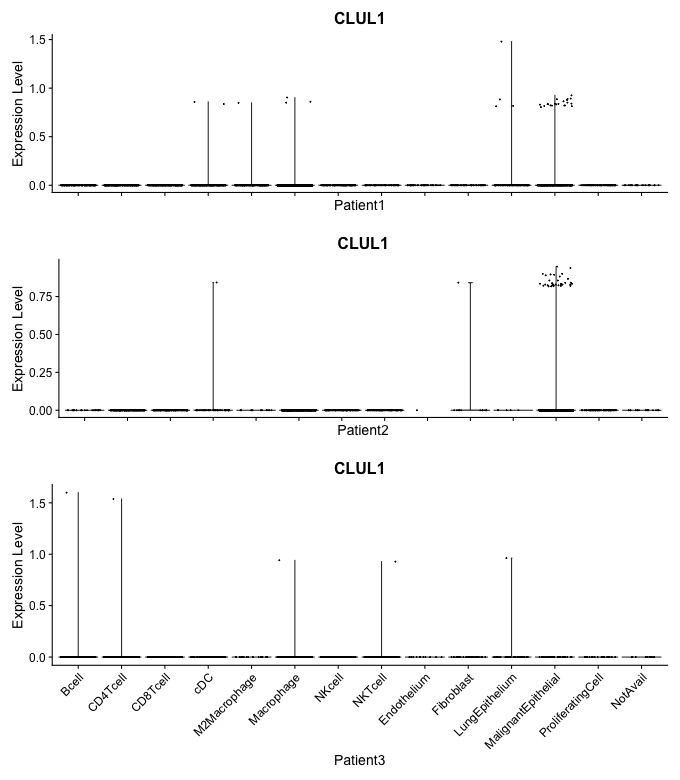 CLUL1
1.5
1.0
0.5
0.0
Expression Level
Patient1
CLUL1
0.75
0.50
0.25
0.00
Expression Level
Patient2
CLUL1
1.5
1.0
0.5
0.0
Expression Level
Bcell
CD4Tcell
CD8Tcell
cDC
M2Macrophage
Macrophage
NKcell
NKTcell
Endothelium
Fibroblast
LungEpithelium
MalignantEpithelial
ProliferatingCell
NotAvail
Patient3